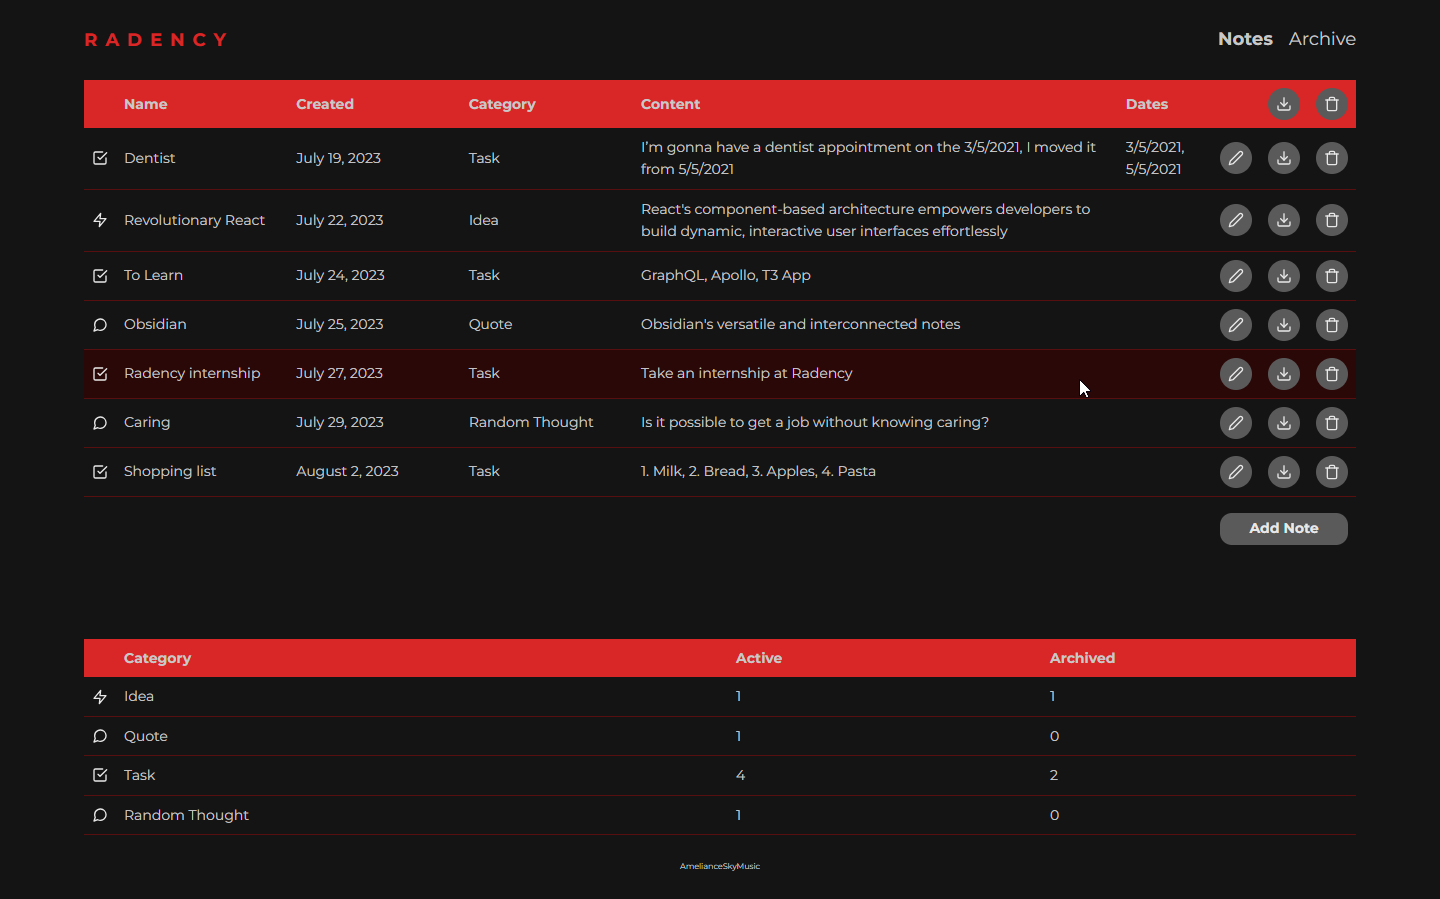 RADENCY
Notes Archive
Name Created Category Content Dates
Dentist July 19, 2023 Task I'm gonna have a dentist appointment on the 3/5/2021, I moved it 3/5/2021,
from 5/5/2021 5/5/2021
Revolutionary React July 22, 2023 Idea React's component-based architecture empowers developers to
build dynamic, interactive user interfaces effortlessly
To Learn July 24, 2023 Task GraphQL, Apollo, T3 App
Obsidian July 25, 2023 Quote Obsidian's versatile and interconnected notes
Radency internship July 27, 2023 Task Take an internship at Radency
Caring July 29, 2023 Random Thought Is it possible to get a job without knowing caring?
Shopping list August 2, 2023 Task 1. Milk, 2. Bread, 3. Apples, 4. Pasta
Add Note
Category Active Archived
Idea 1 1
Quote 1 0
Task 4 2
Random Thought 1 0
AmelianceSkyMusic